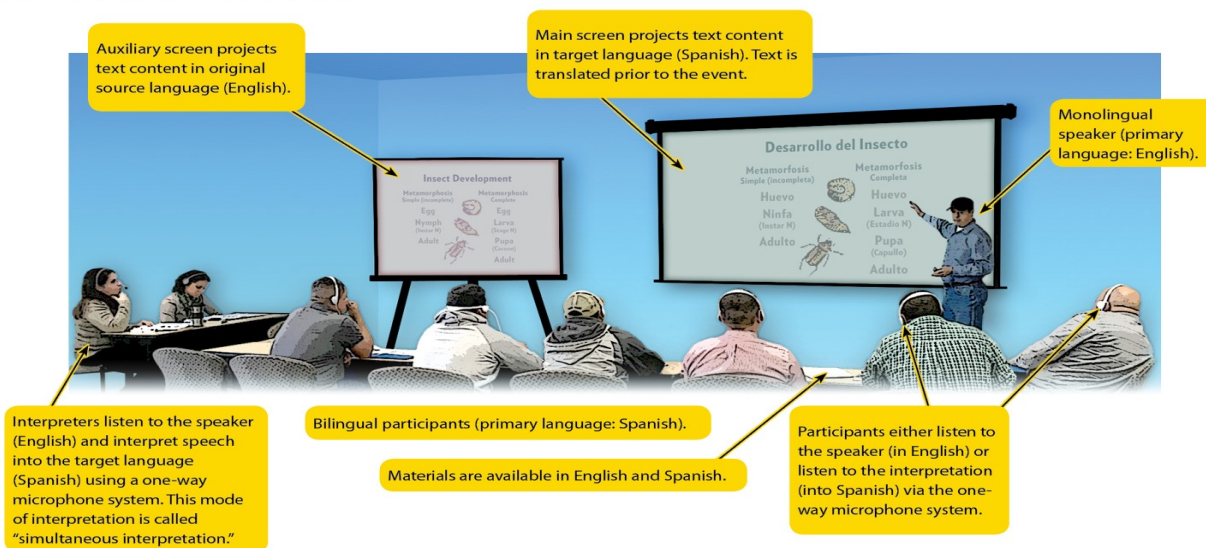 Auxiliary screen projects
text content in original
source language (English).
Main screen projects text content
in target language (Spanish). Text is
translated prior to the event.
Monolingual
speaker (primary
language: English).
Insect Development
Metamorphosis
Simple (incomplete)
Egg
Nymph
(Instar N)
Adult
Metamorphosis
Complete
Egg
Larva
(Stage N)
Pupa
(Cocoon)
Adult
Desarrollo del Insecto
Metamorfosis
Simple (incompleta)
Huevo
Ninfa
(Instar N)
Adulto
Metamorfosis
Completa
Huevo
Larva
(Estadio N)
Pupa
(Capullo)
Adulto
Interpreters listen to the speaker
(English) and interpret speech
into the target language
(Spanish) using a one-way
microphone system. This mode
of interpretation is called
“simultaneous interpretation.”
Bilingual participants (primary language: Spanish).
Materials are available in English and Spanish.
Participants either listen to
the speaker (in English) or
listen to the interpretation
(into Spanish) via the one-
way microphone system.